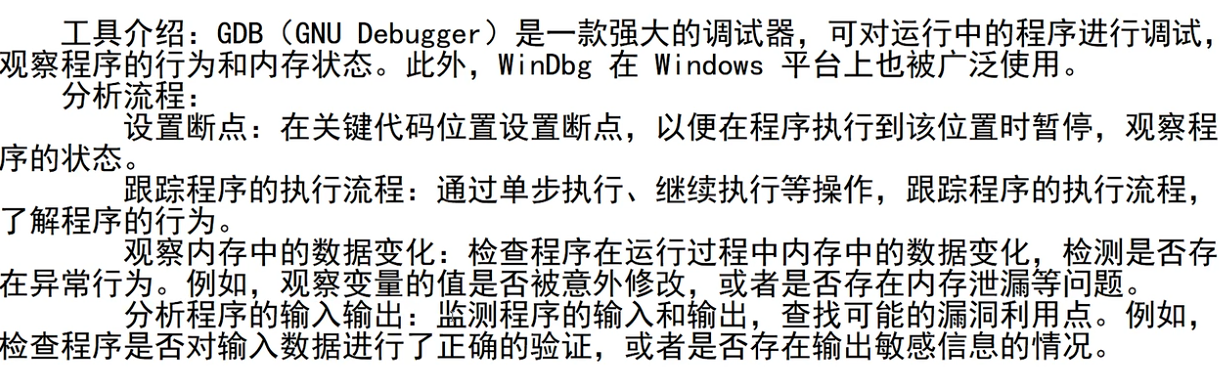 工具介绍：GDB（GNU Debugger）是一款强大的调试器，可对运行中的程序进行调试，
观察程序的行为和内存状态。此外，WinDbg 在 Windows 平台上也被广泛使用。
分析流程：
设置断点：在关键代码位置设置断点，以便在程序执行到该位置时暂停，观察程
序的状态。
跟踪程序的执行流程：通过单步执行、继续执行等操作，跟踪程序的执行流程，
了解程序的行为。
观察内存中的数据变化：检查程序在运行过程中内存中的数据变化，检测是否存
在异常行为。例如，观察变量的值是否被意外修改，或者是否存在内存泄漏等问题。
分析程序的输入输出：监测程序的输入和输出，查找可能的漏洞利用点。例如，
检查程序是否对输入数据进行了正确的验证，或者是否存在输出敏感信息的情况。